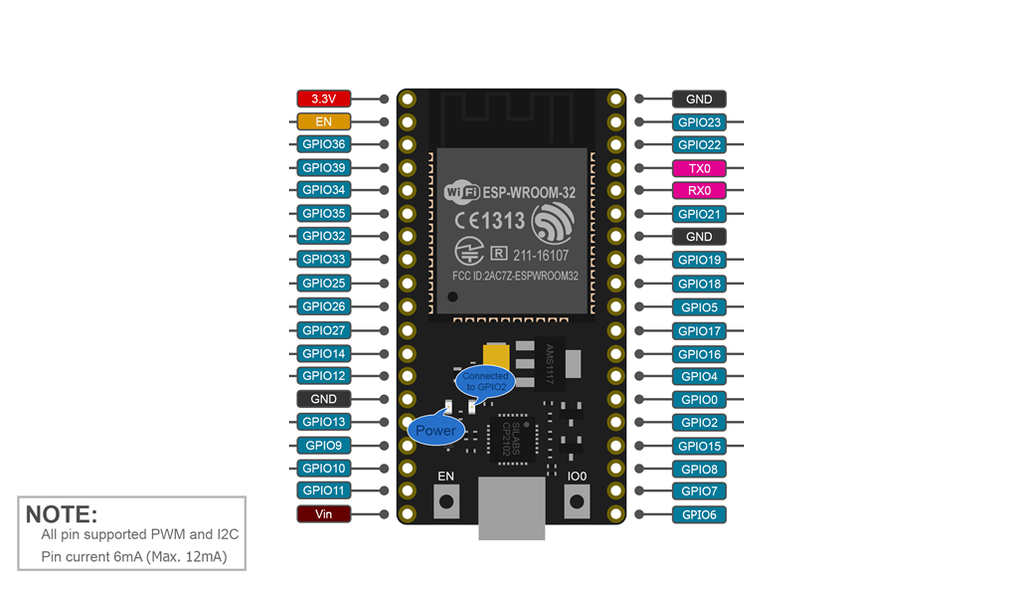 3.3V
EN
GPIO36
GPIO39
GPIO34
GPIO35
GPIO32
GPIO33
GPIO25
GPIO26
GPIO27
GPIO14
GPIO12
GND
GPIO13
GPIO9
GPIO10
GPIO11
Vin
WiFi ESP-WROOM-32
CE1313
R 211-16107
FCC ID:2AC7Z-ESPWROOM32
AMS1117
Connected
to GPIO2
Power
SILABS
CP2102
EN
IO0
GND
GPIO23
GPIO22
TX0
RX0
GPIO21
GND
GPIO19
GPIO18
GPIO5
GPIO17
GPIO16
GPIO4
GPIO0
GPIO2
GPIO15
GPIO8
GPIO7
GPIO6
NOTE:
All pin supported PWM and I2C
Pin current 6mA (Max. 12mA)